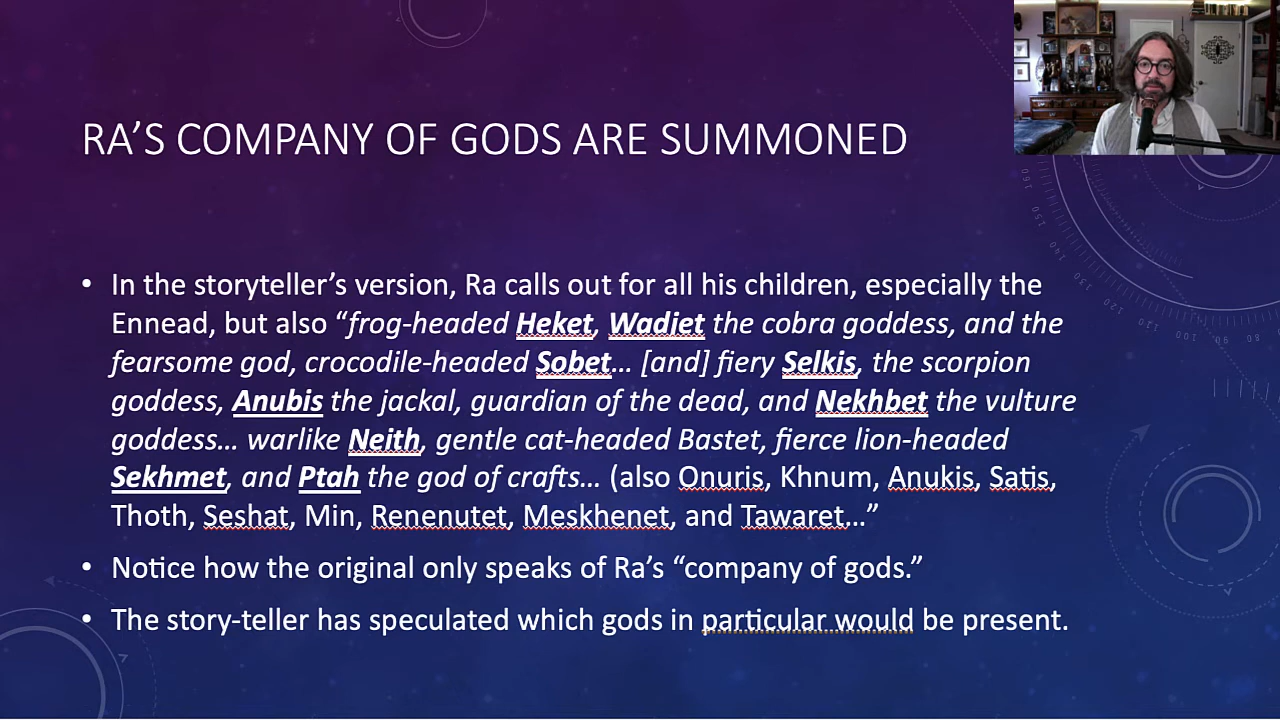 RA’S COMPANY OF GODS ARE SUMMONED
• In the storyteller’s version, Ra calls out for all his children, especially the
Ennead, but also “frog-headed Heket, Wadjet the cobra goddess, and the
fearsome god, crocodile-headed Sobet… [and] fiery Selkis, the scorpion
goddess, Anubis the jackal, guardian of the dead, and Nekhbet the vulture
goddess… warlike Neith, gentle cat-headed Bastet, fierce lion-headed
Sekhmet, and Ptah the god of crafts… (also Onuris, Khnum, Anukis, Satis,
Thoth, Seshat, Min, Renenutet, Meskhenet, and Tawaret…”
• Notice how the original only speaks of Ra’s “company of gods.”
• The story-teller has speculated which gods in particular would be present.